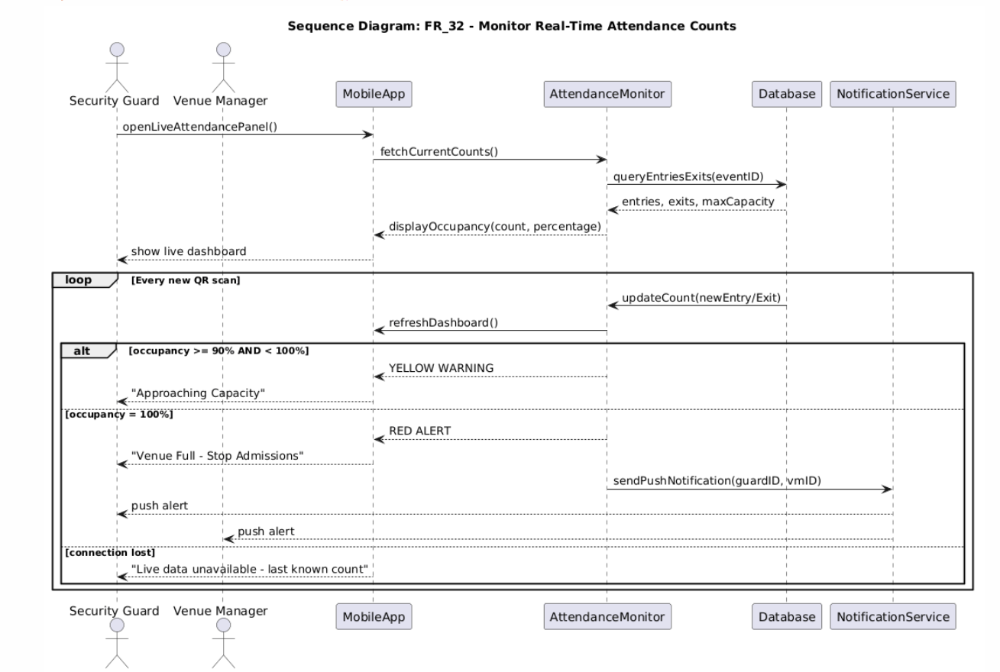 Sequence Diagram: FR_32 - Monitor Real-Time Attendance Counts
Security Guard
Venue Manager
MobileApp
AttendanceMonitor
Database
NotificationService
openLiveAttendancePanel()
fetchCurrentCounts()
queryEntriesExits(eventID)
entries, exits, maxCapacity
displayOccupancy(count, percentage)
show live dashboard
loop
[Every new QR scan]
updateCount(newEntry/Exit)
refreshDashboard()
alt
[occupancy >= 90% AND < 100%]
YELLOW WARNING
"Approaching Capacity"
[occupancy = 100%]
RED ALERT
"Venue Full - Stop Admissions"
sendPushNotification(guardID, vmID)
push alert
push alert
[connection lost]
"Live data unavailable - last known count"
Security Guard
Venue Manager
MobileApp
AttendanceMonitor
Database
NotificationService